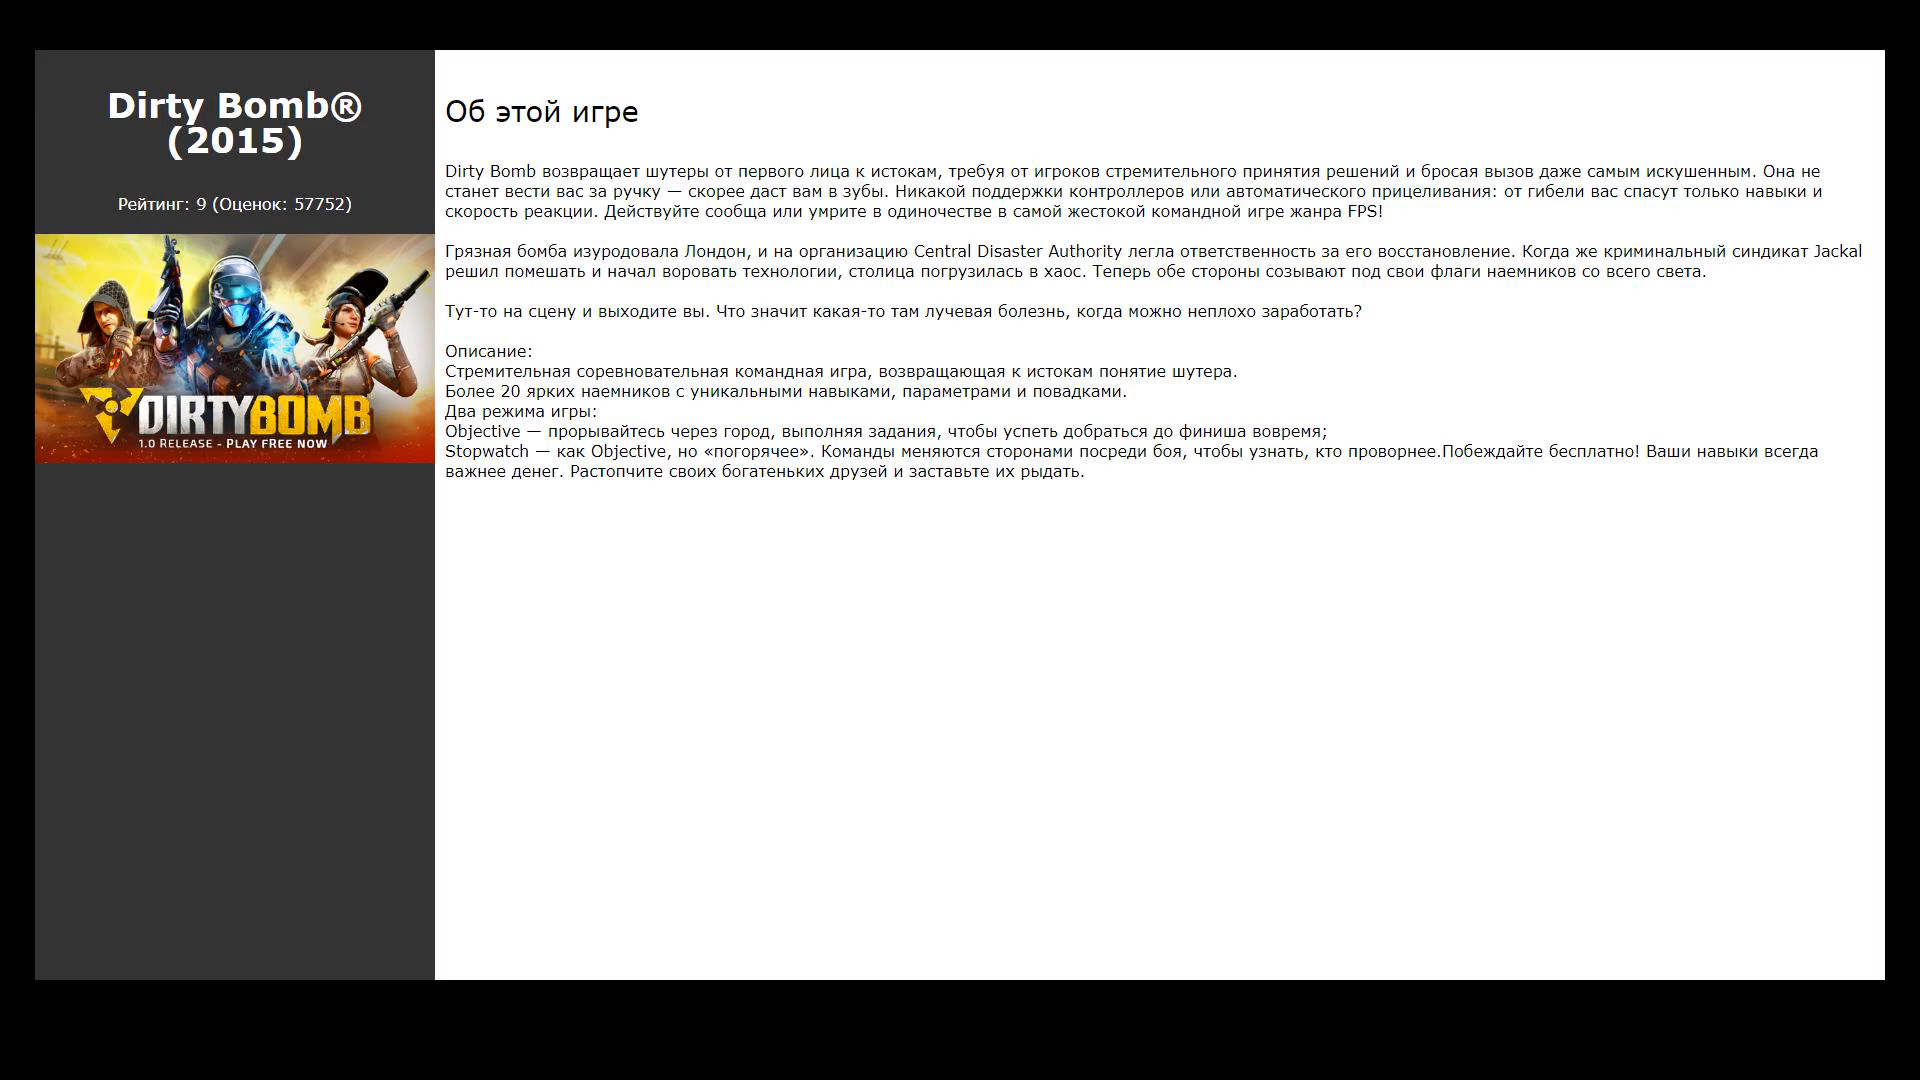 Dirty Bomb®
(2015)
Рейтинг: 9 (Оценок: 57752)
DIRTYBOMB
1.0 RELEASE - PLAY FREE NOW
Об этой игре
Dirty Bomb возвращает шутеры от первого лица к истокам, требуя от игроков стремительного принятия решений и бросая вызов даже самым искушенным. Она не
станет вести вас за ручку — скорее даст вам в зубы. Никакой поддержки контроллеров или автоматического прицеливания: от гибели вас спасут только навыки и
скорость реакции. Действуйте сообща или умрите в одиночестве в самой жестокой командной игре жанра FPS!
Грязная бомба изуродовала Лондон, и на организацию Central Disaster Authority легла ответственность за его восстановление. Когда же криминальный синдикат Jackal
решил помешать и начал воровать технологии, столица погрузилась в хаос. Теперь обе стороны созывают под свои флаги наемников со всего света.
Тут-то на сцену и выходите вы. Что значит какая-то там лучевая болезнь, когда можно неплохо заработать?
Описание:
Стремительная соревновательная командная игра, возвращающая к истокам понятие шутера.
Более 20 ярких наемников с уникальными навыками, параметрами и повадками.
Два режима игры:
Objective — прорывайтесь через город, выполняя задания, чтобы успеть добраться до финиша вовремя;
Stopwatch — как Objective, но «погорячее». Команды меняются сторонами посреди боя, чтобы узнать, кто проворнее.Побеждайте бесплатно! Ваши навыки всегда
важнее денег. Растопчите своих богатеньких друзей и заставьте их рыдать.